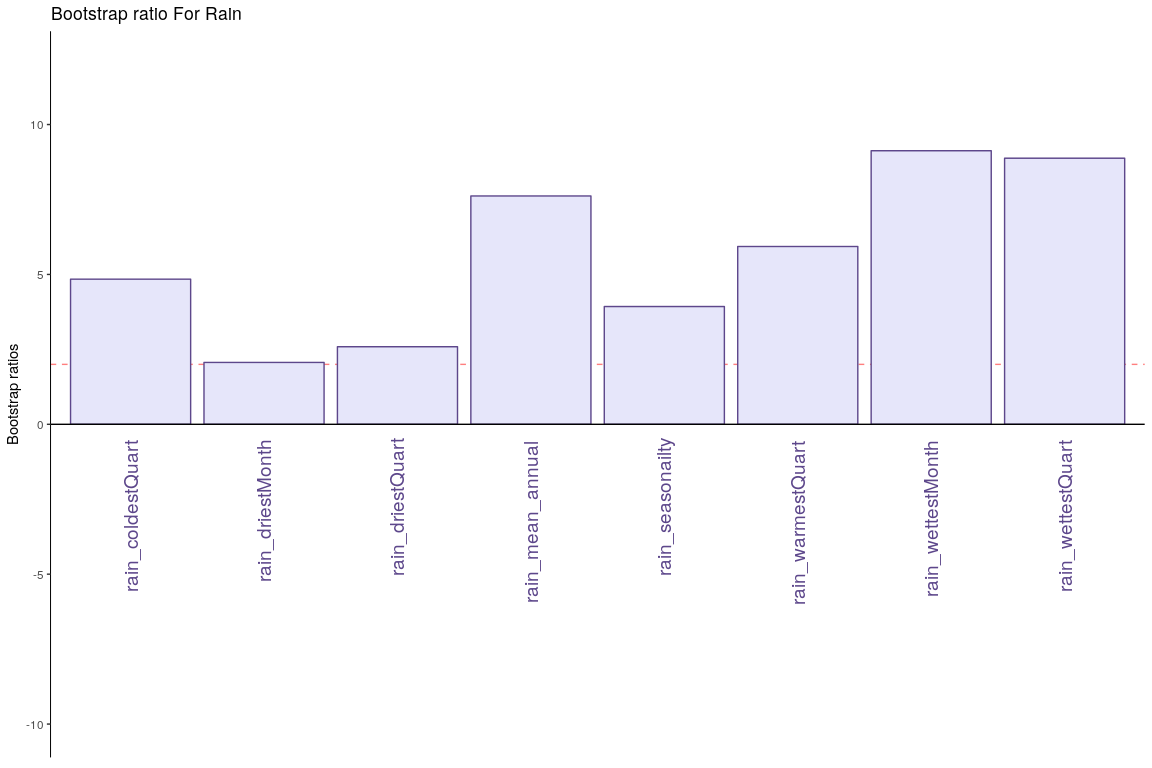 Bootstrap ratio For Rain
Bootstrap ratios
10
5
0
-5
-10
rain_coldestQuart
rain_driestMonth
rain_driestQuart
rain_mean_annual
rain_seasonailty
rain_warmestQuart
rain_wettestMonth
rain_wettestQuart